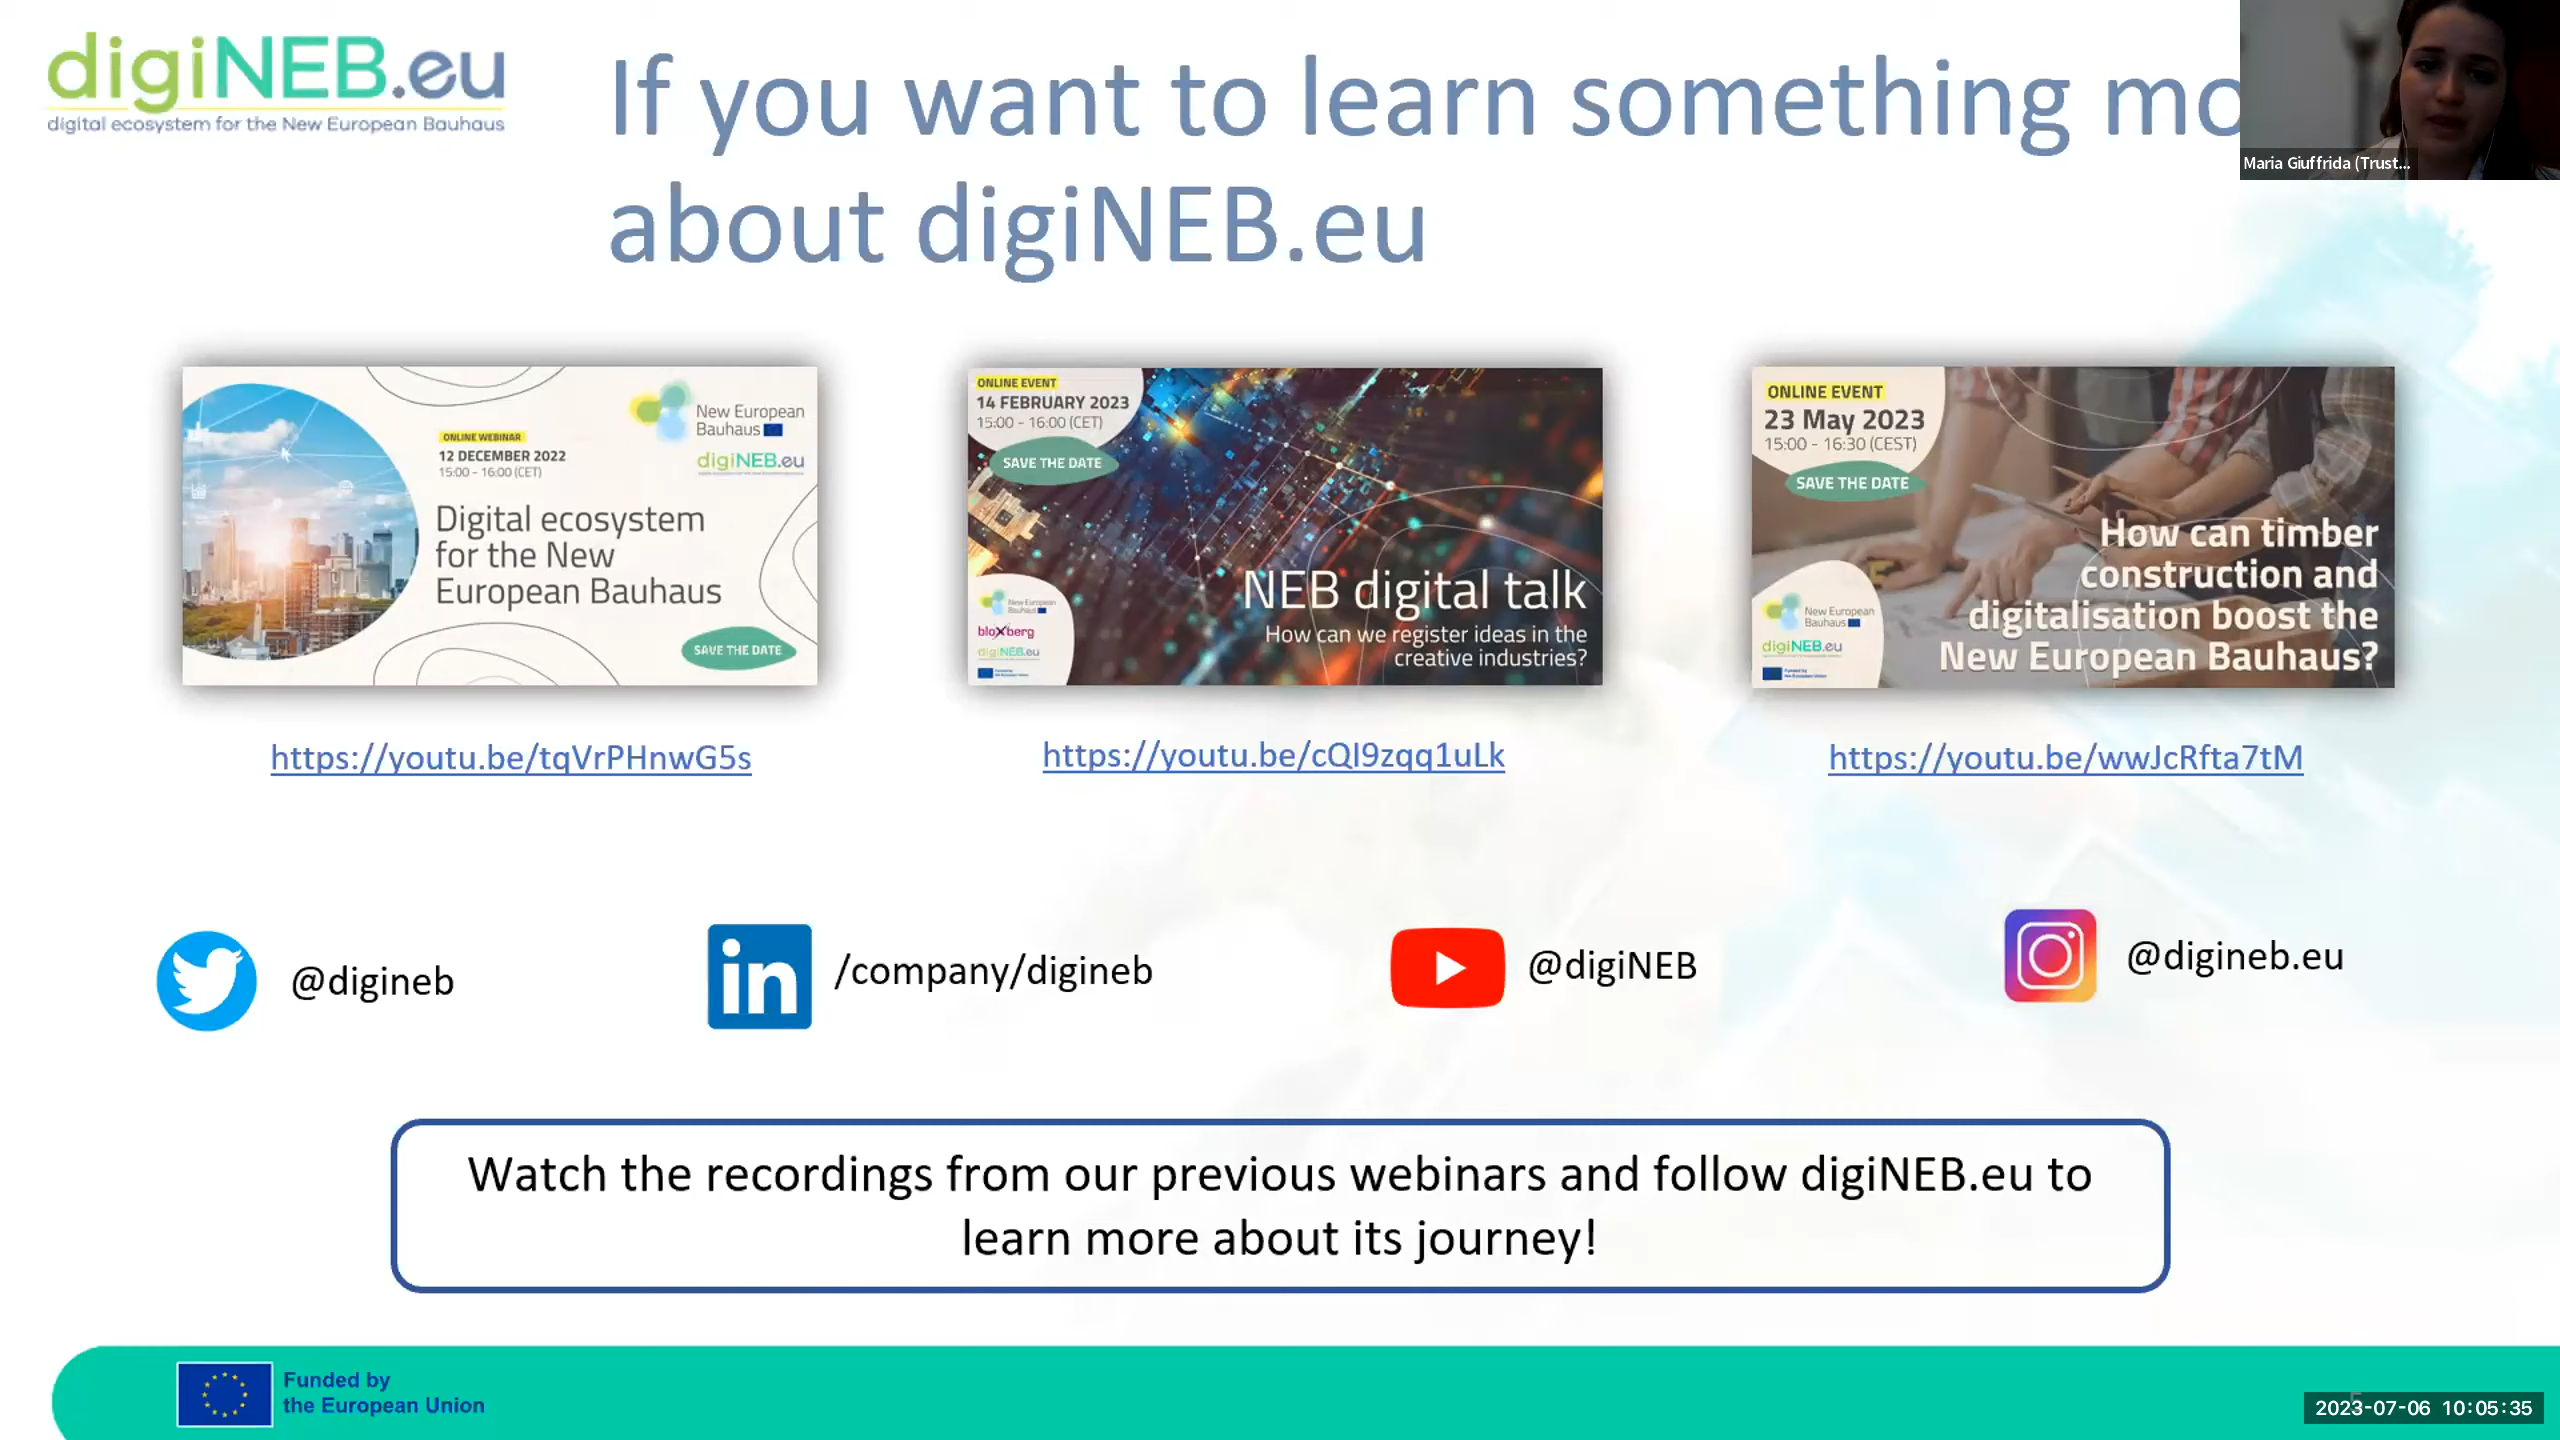 digiNEB.eu
digital ecosystem for the New European Bauhaus
If you want to learn something mo
about digiNEB.eu
Maria Giuffrida (Trust...
ONLINE WEBINAR
12 DECEMBER 2022
15:00 - 16:00 (CET)
New European
Bauhaus
digiNEB.eu
Digital ecosystem
for the New
European Bauhaus
SAVE THE DATE
ONLINE EVENT
14 FEBRUARY 2023
15:00 - 16:00 (CET)
SAVE THE DATE
NEB digital talk
How can we register ideas in the
creative industries?
New European
Bauhaus
bloxberg
digiNEB.eu
ONLINE EVENT
23 May 2023
15:00 - 16:30 (CEST)
SAVE THE DATE
How can timber
construction and
digitalisation boost the
New European Bauhaus?
New European
Bauhaus
digiNEB.eu
https://youtu.be/tqVrPHnwG5s
https://youtu.be/cQI9zqq1uLk
https://youtu.be/wwJcRfta7tM
@digineb
in
/company/digineb
@digiNEB
@digineb.eu
Watch the recordings from our previous webinars and follow digiNEB.eu to
learn more about its journey!
Funded by
the European Union
2023-07-06 10:05:35